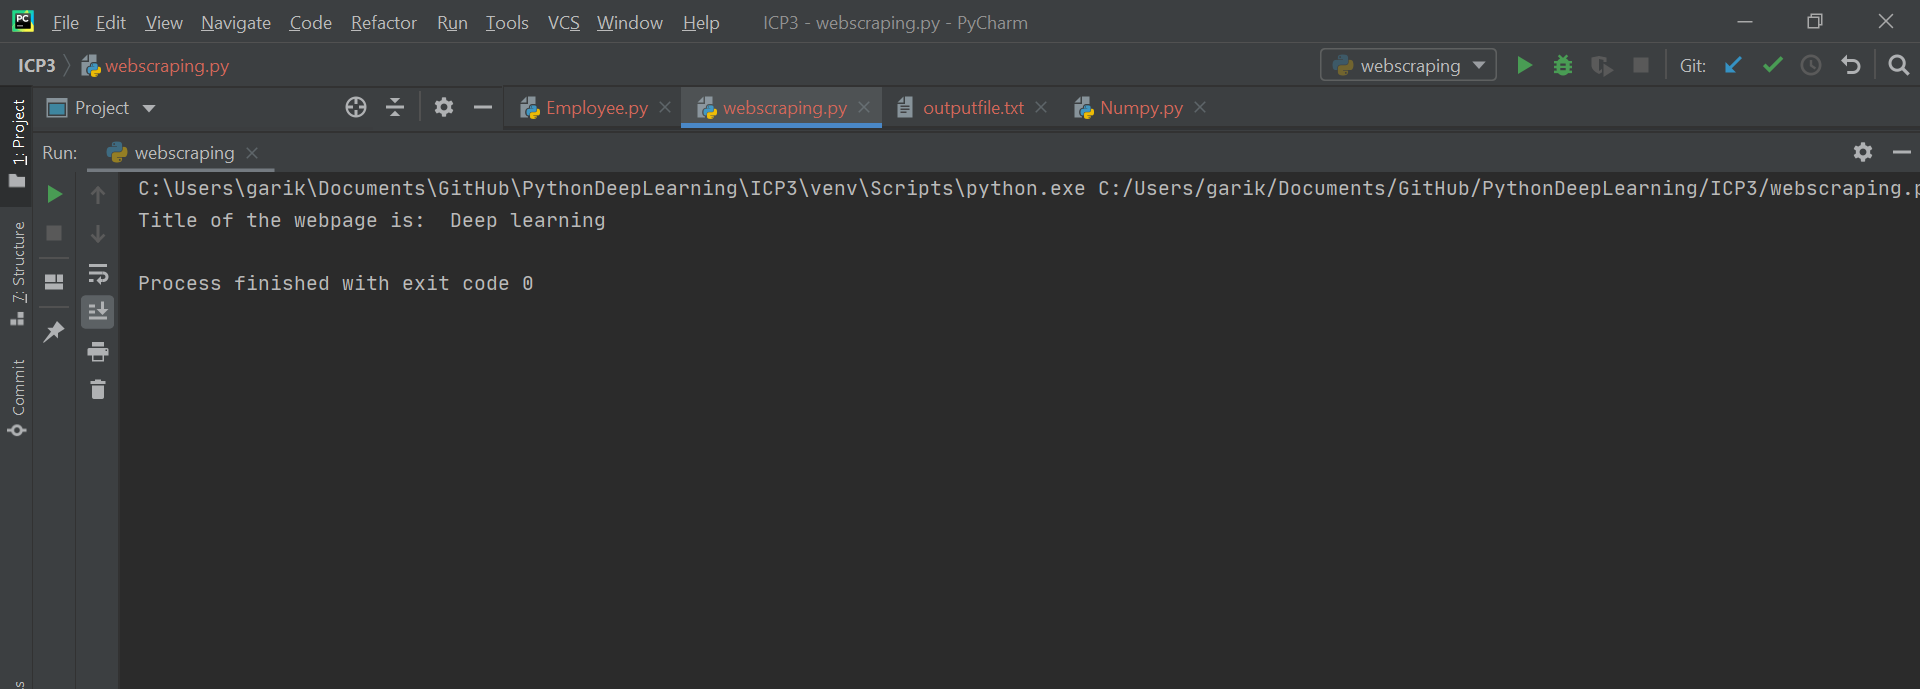 PC File Edit View Navigate Code Refactor Run Tools VCS Window Help ICP3 - webscraping.py - PyCharm
ICP3 webscraping.py webscraping Git:
Project Employee.py webscraping.py outputfile.txt Numpy.py
1: Project
Run: webscraping
C:\Users\garik\Documents\GitHub\PythonDeepLearning\ICP3\venv\Scripts\python.exe C:/Users/garik/Documents/GitHub/PythonDeepLearning/ICP3/webscraping.p
Title of the webpage is:  Deep learning
7: Structure
Process finished with exit code 0
Commit